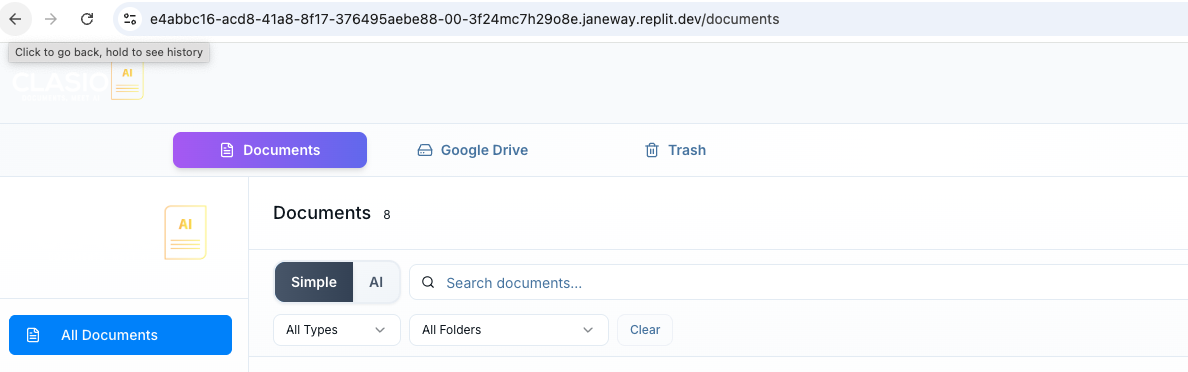 e4abbc16-acd8-41a8-8f17-376495aebe88-00-3f24mc7h29o8e.janeway.replit.dev/documents
Click to go back, hold to see history
CLASIC
AI
Documents
Google Drive
Trash
AI
Documents 8
Simple
AI
Search documents...
All Types
All Folders
Clear
All Documents